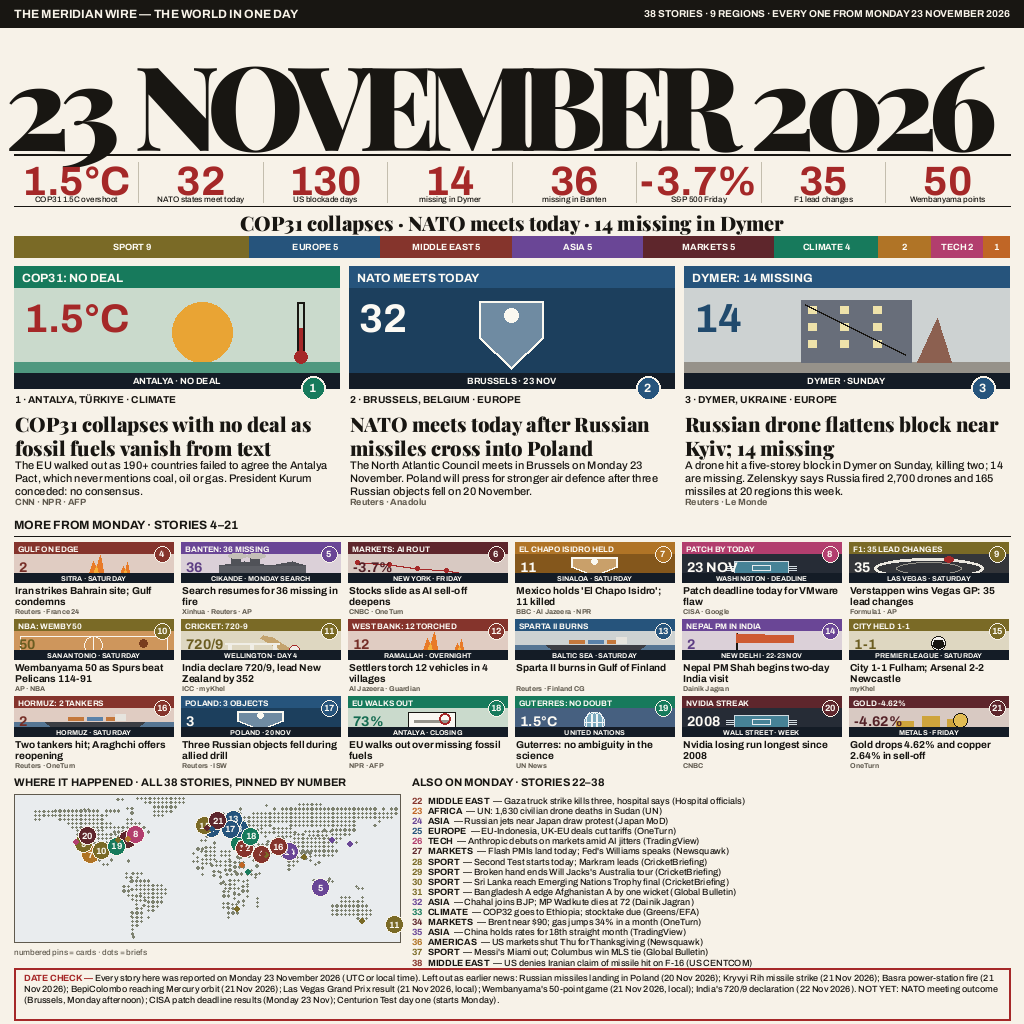 THE MERIDIAN WIRE — THE WORLD IN ONE DAY
38 STORIES · 9 REGIONS · EVERY ONE FROM MONDAY 23 NOVEMBER 2026
23 NOVEMBER 2026
1.5°C 32 130 14 36 -3.7% 35 50
COP31 1.5C overshoot NATO states meet today US blockade days missing in Dymer missing in Banten S&P 500 Friday F1 lead changes Wembanyama points
COP31 collapses · NATO meets today · 14 missing in Dymer
SPORT 9 EUROPE 5 MIDDLE EAST 5 ASIA 5 MARKETS 5 CLIMATE 4 2 TECH 2 1
COP31: NO DEAL
1.5°C
ANTALYA · NO DEAL
1
1 · ANTALYA, TÜRKIYE · CLIMATE
COP31 collapses with no deal as
fossil fuels vanish from text
The EU walked out as 190+ countries failed to agree the Antalya
Pact, which never mentions coal, oil or gas. President Kurum
conceded: no consensus.
CNN · NPR · AFP
NATO MEETS TODAY
32
BRUSSELS · 23 NOV
2
2 · BRUSSELS, BELGIUM · EUROPE
NATO meets today after Russian
missiles cross into Poland
The North Atlantic Council meets in Brussels on Monday 23
November. Poland will press for stronger air defence after three
Russian objects fell on 20 November.
Reuters · Anadolu
DYMER: 14 MISSING
14
DYMER · SUNDAY
3
3 · DYMER, UKRAINE · EUROPE
Russian drone flattens block near
Kyiv; 14 missing
A drone hit a five-storey block in Dymer on Sunday, killing two; 14
are missing. Zelenskyy says Russia fired 2,700 drones and 165
missiles at 20 regions this week.
Reuters · Le Monde
MORE FROM MONDAY · STORIES 4–21
GULF ON EDGE 4
2
SITRA · SATURDAY
Iran strikes Bahrain site; Gulf
condemns
Reuters · France 24
BANTEN: 36 MISSING 5
36
CIKANDE · MONDAY SEARCH
Search resumes for 36 missing in
fire
Xinhua · Reuters · AP
MARKETS: AI ROUT 6
-3.7%
NEW YORK · FRIDAY
Stocks slide as AI sell-off
deepens
CNBC · OneTurn
EL CHAPO ISIDRO HELD 7
11
SINALOA · SATURDAY
Mexico holds 'El Chapo Isidro';
11 killed
BBC · Al Jazeera · NPR
PATCH BY TODAY 8
23 NOV
WASHINGTON · DEADLINE
Patch deadline today for VMware
flaw
CISA · Google
F1: 35 LEAD CHANGES 9
35
LAS VEGAS · SATURDAY
Verstappen wins Vegas GP: 35
lead changes
Formula1 · AP
NBA: WEMBY 50 10
50
SAN ANTONIO · SATURDAY
Wembanyama 50 as Spurs beat
Pelicans 114-91
AP · NBA
CRICKET: 720-9 11
720/9
WELLINGTON · DAY 4
India declare 720/9, lead New
Zealand by 352
ICC · myKhel
WEST BANK: 12 TORCHED 12
12
RAMALLAH · OVERNIGHT
Settlers torch 12 vehicles in 4
villages
Al Jazeera · Guardian
SPARTA II BURNS 13
BALTIC SEA · SATURDAY
Sparta II burns in Gulf of Finland
Reuters · Finland CG
NEPAL PM IN INDIA 14
2
NEW DELHI · 22-23 NOV
Nepal PM Shah begins two-day
India visit
Dainik Jagran
CITY HELD 1-1 15
1-1
PREMIER LEAGUE · SATURDAY
City 1-1 Fulham; Arsenal 2-2
Newcastle
myKhel
HORMUZ: 2 TANKERS 16
2
HORMUZ · SATURDAY
Two tankers hit; Araghchi offers
reopening
Reuters · OneTurn
POLAND: 3 OBJECTS 17
3
POLAND · 20 NOV
Three Russian objects fell during
allied drill
Reuters · ISW
EU WALKS OUT 18
73%
ANTALYA · CLOSING
EU walks out over missing fossil
fuels
NPR · AFP
GUTERRES: NO DOUBT 19
1.5°C
UNITED NATIONS
Guterres: no ambiguity in the
science
UN News
NVIDIA STREAK 20
2008
WALL STREET · WEEK
Nvidia losing run longest since
2008
CNBC
GOLD -4.62% 21
-4.62%
METALS · FRIDAY
Gold drops 4.62% and copper
2.64% in sell-off
OneTurn
WHERE IT HAPPENED · ALL 38 STORIES, PINNED BY NUMBER
20 10 19 8 21 13 17 18 16 5 11
numbered pins = cards · dots = briefs
ALSO ON MONDAY · STORIES 22–38
22 MIDDLE EAST — Gaza truck strike kills three, hospital says (Hospital officials)
23 AFRICA — UN: 1,630 civilian drone deaths in Sudan (UN)
24 ASIA — Russian jets near Japan draw protest (Japan MoD)
25 EUROPE — EU-Indonesia, UK-EU deals cut tariffs (OneTurn)
26 TECH — Anthropic debuts on markets amid AI jitters (TradingView)
27 MARKETS — Flash PMIs land today; Fed's Williams speaks (Newsquawk)
28 SPORT — Second Test starts today; Markram leads (CricketBriefing)
29 SPORT — Broken hand ends Will Jacks's Australia tour (CricketBriefing)
30 SPORT — Sri Lanka reach Emerging Nations Trophy final (CricketBriefing)
31 SPORT — Bangladesh A edge Afghanistan A by one wicket (Global Bulletin)
32 ASIA — Chahal joins BJP; MP Wadkute dies at 72 (Dainik Jagran)
33 CLIMATE — COP32 goes to Ethiopia; stocktake due (Greens/EFA)
34 MARKETS — Brent near $90; gas jumps 34% in a month (OneTurn)
35 ASIA — China holds rates for 18th straight month (TradingView)
36 AMERICAS — US markets shut Thu for Thanksgiving (Newsquawk)
37 SPORT — Messi's Miami out; Columbus win MLS tie (Global Bulletin)
38 MIDDLE EAST — US denies Iranian claim of missile hit on F-16 (US CENTCOM)
DATE CHECK — Every story here was reported on Monday 23 November 2026 (UTC or local time). Left out as earlier news: Russian missiles landing in Poland (20 Nov 2026); Kryvyi Rih missile strike (21 Nov 2026); Basra power-station fire (21
Nov 2026); BepiColombo reaching Mercury orbit (21 Nov 2026); Las Vegas Grand Prix result (21 Nov 2026, local); Wembanyama's 50-point game (21 Nov 2026, local); India's 720/9 declaration (22 Nov 2026). NOT YET: NATO meeting outcome
(Brussels, Monday afternoon); CISA patch deadline results (Monday 23 Nov); Centurion Test day one (starts Monday).